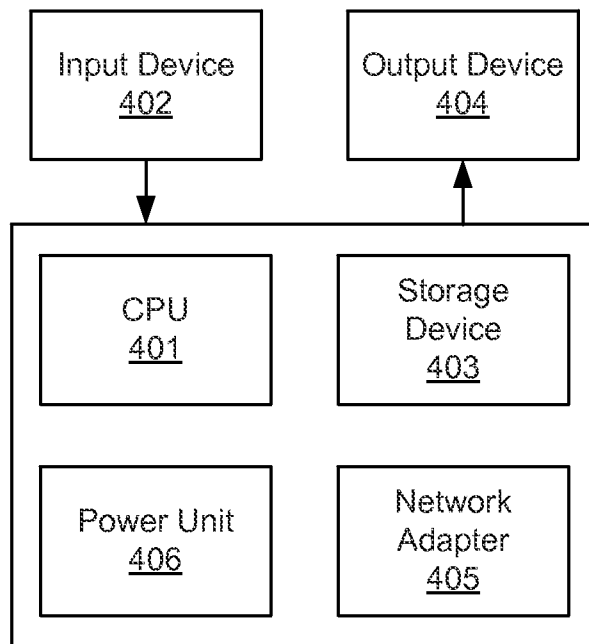 Input Device
402
Output Device
404
CPU
401
Storage
Device
403
Power Unit
406
Network
Adapter
405